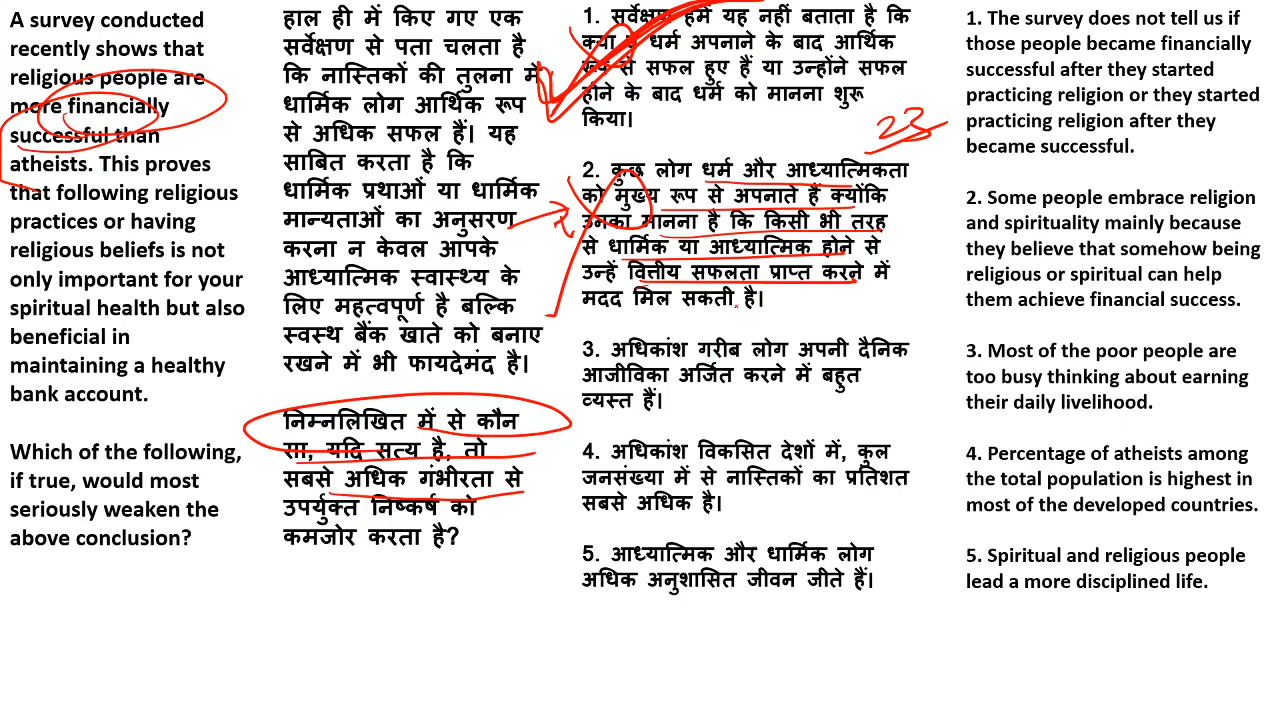 A survey conducted
recently shows that
religious people are
more financially
successful than
atheists. This proves
that following religious
practices or having
religious beliefs is not
only important for your
spiritual health but also
beneficial in
maintaining a healthy
bank account.
Which of the following,
if true, would most
seriously weaken the
above conclusion?
हाल ही में किए गए एक
सर्वेक्षण से पता चलता है
कि नास्तिकों की तुलना में
धार्मिक लोग आर्थिक रूप
से अधिक सफल हैं। यह
साबित करता है कि
धार्मिक प्रथाओं या धार्मिक
मान्यताओं का अनुसरण
करना न केवल आपके
आध्यात्मिक स्वास्थ्य के
लिए महत्वपूर्ण है बल्कि
स्वस्थ बैंक खाते को बनाए
रखने में भी फायदेमंद है।
निम्नलिखित में से कौन
सा, यदि सत्य है, तो
सबसे अधिक गंभीरता से
उपर्युक्त निष्कर्ष को
कमजोर करता है?
1. सर्वेक्षण हमें यह नहीं बताता है कि
क्या धर्म अपनाने के बाद आर्थिक
रूप से सफल हुए हैं या उन्होंने सफल
होने के बाद धर्म को मानना शुरू
किया।
23
2. कुछ लोग धर्म और आध्यात्मिकता
को मुख्य रूप से अपनाते हैं क्योंकि
उनका मानना है कि किसी भी तरह
से धार्मिक या आध्यात्मिक होने से
उन्हें वित्तीय सफलता प्राप्त करने में
मदद मिल सकती है।
3. अधिकांश गरीब लोग अपनी दैनिक
आजीविका अर्जित करने में बहुत
व्यस्त हैं।
4. अधिकांश विकसित देशों में, कुल
जनसंख्या में से नास्तिकों का प्रतिशत
सबसे अधिक है।
5. आध्यात्मिक और धार्मिक लोग
अधिक अनुशासित जीवन जीते हैं।
1. The survey does not tell us if
those people became financially
successful after they started
practicing religion or they started
practicing religion after they
became successful.
2. Some people embrace religion
and spirituality mainly because
they believe that somehow being
religious or spiritual can help
them achieve financial success.
3. Most of the poor people are
too busy thinking about earning
their daily livelihood.
4. Percentage of atheists among
the total population is highest in
most of the developed countries.
5. Spiritual and religious people
lead a more disciplined life.